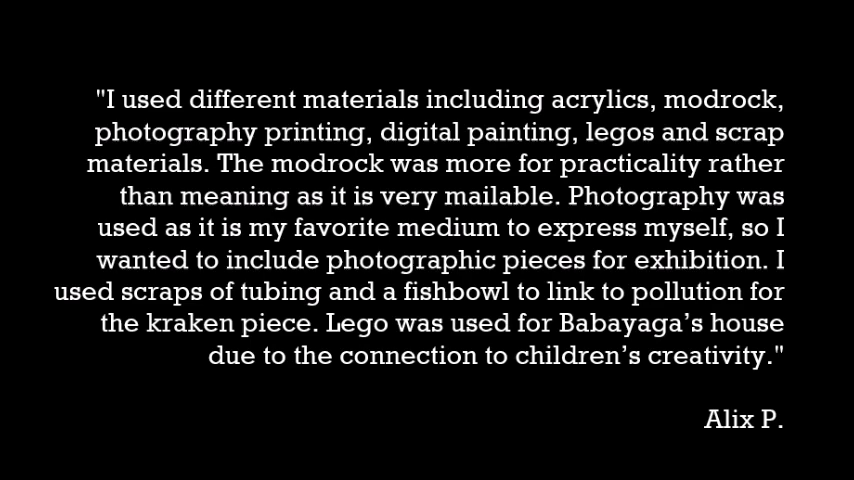 "I used different materials including acrylics, modrock,
photography printing, digital painting, legos and scrap
materials. The modrock was more for practicality rather
than meaning as it is very mailable. Photography was
used as it is my favorite medium to express myself, so I
wanted to include photographic pieces for exhibition. I
used scraps of tubing and a fishbowl to link to pollution for
the kraken piece. Lego was used for Babayaga’s house
due to the connection to children’s creativity."
Alix P.